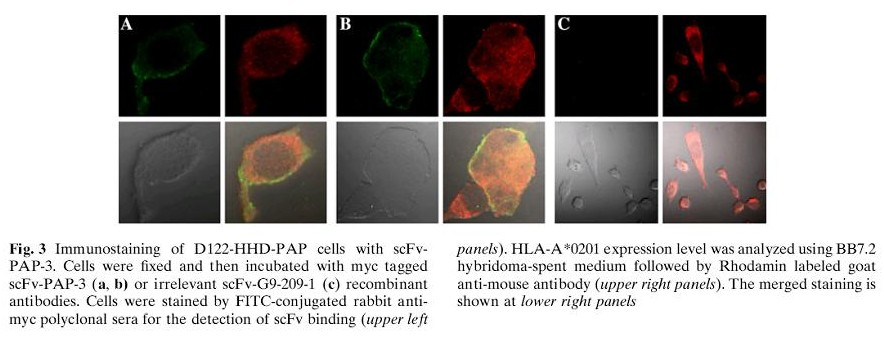 A
B
C
Fig. 3 Immunostaining of D122-HHD-PAP cells with scFv-
PAP-3. Cells were fixed and then incubated with myc tagged
scFv-PAP-3 (a, b) or irrelevant scFv-G9-209-1 (c) recombinant
antibodies. Cells were stained by FITC-conjugated rabbit anti-
myc polyclonal sera for the detection of scFv binding (upper left
panels). HLA-A*0201 expression level was analyzed using BB7.2
hybridoma-spent medium followed by Rhodamin labeled goat
anti-mouse antibody (upper right panels). The merged staining is
shown at lower right panels